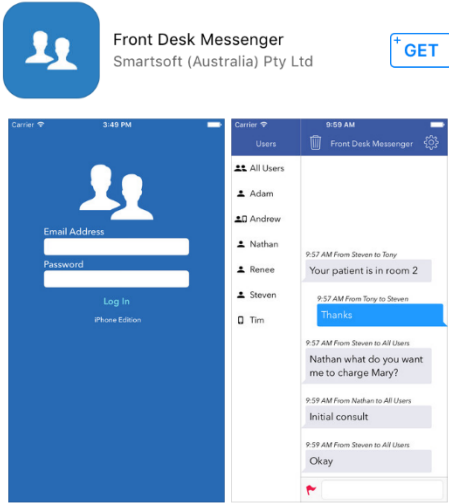 Front Desk Messenger
Smartsoft (Australia) Pty Ltd
+ GET
Carrier 3:49 PM
Email Address
Password
Log In
iPhone Edition
Carrier 9:59 AM
Users Front Desk Messenger
All Users
Adam
Andrew
Nathan
Renee
Steven
Tim
9:57 AM From Steven to Tony
Your patient is in room 2
9:57 AM From Tony to Steven
Thanks
9:57 AM From Steven to All Users
Nathan what do you want
me to charge Mary?
9:59 AM From Nathan to All Users
Initial consult
9:59 AM From Steven to All Users
Okay